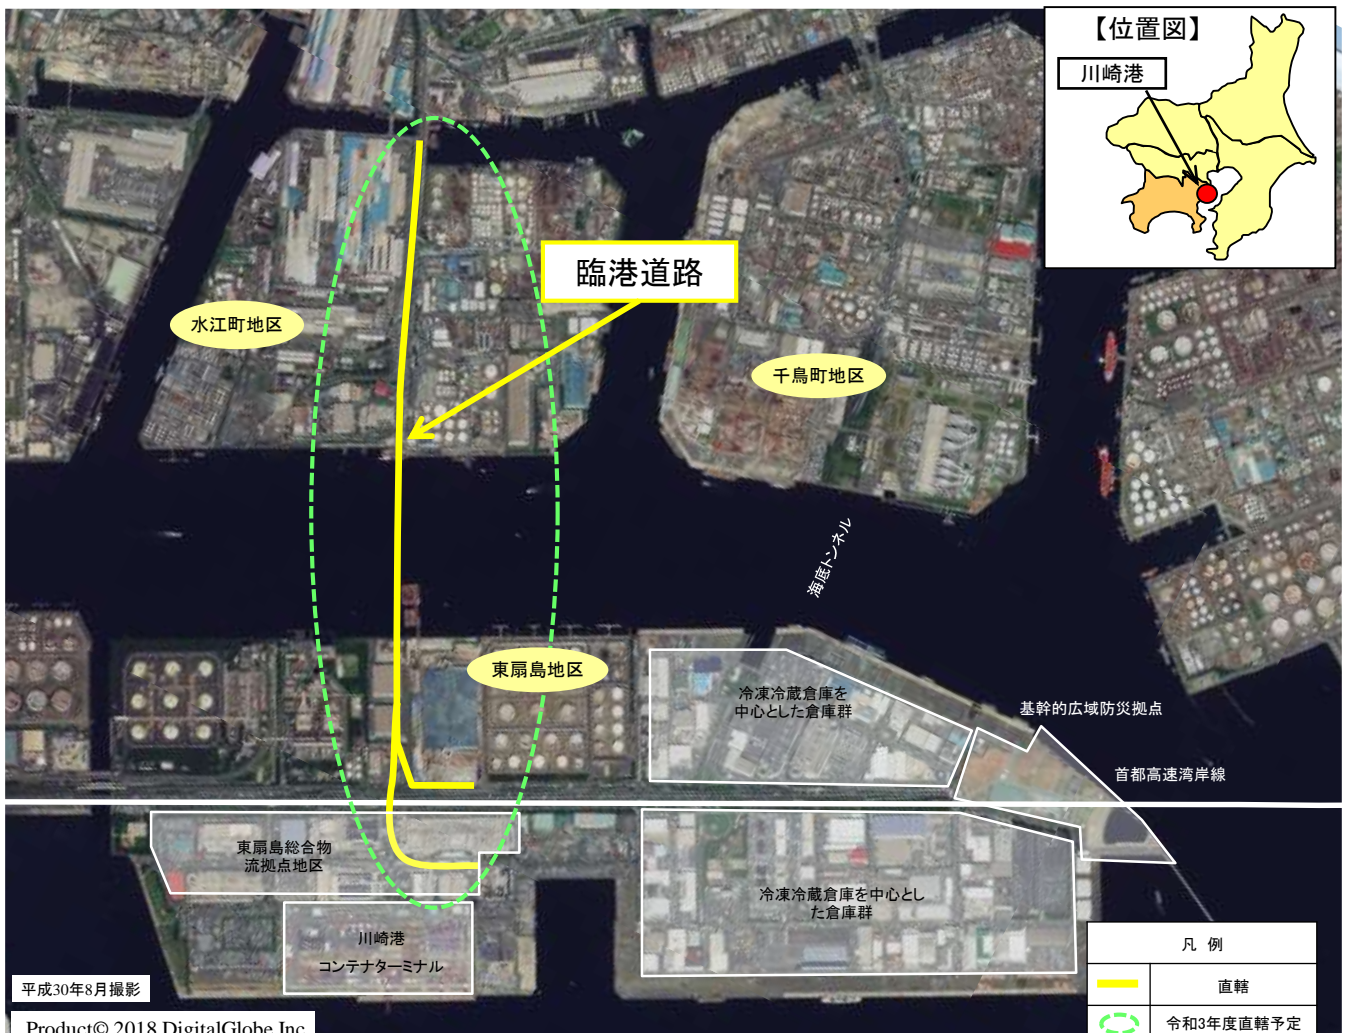 【位置図】
川崎港
臨港道路
水江町地区
千鳥町地区
海底トンネル
東扇島地区
冷凍冷蔵倉庫を
中心とした倉庫群
基幹的広域防災拠点
首都高速湾岸線
東扇島総合物
流拠点地区
冷凍冷蔵倉庫を中心とし
た倉庫群
川崎港
コンテナターミナル
凡 例
直轄
令和3年度直轄予定
平成30年8月撮影
Product© 2018 DigitalGlobe,Inc